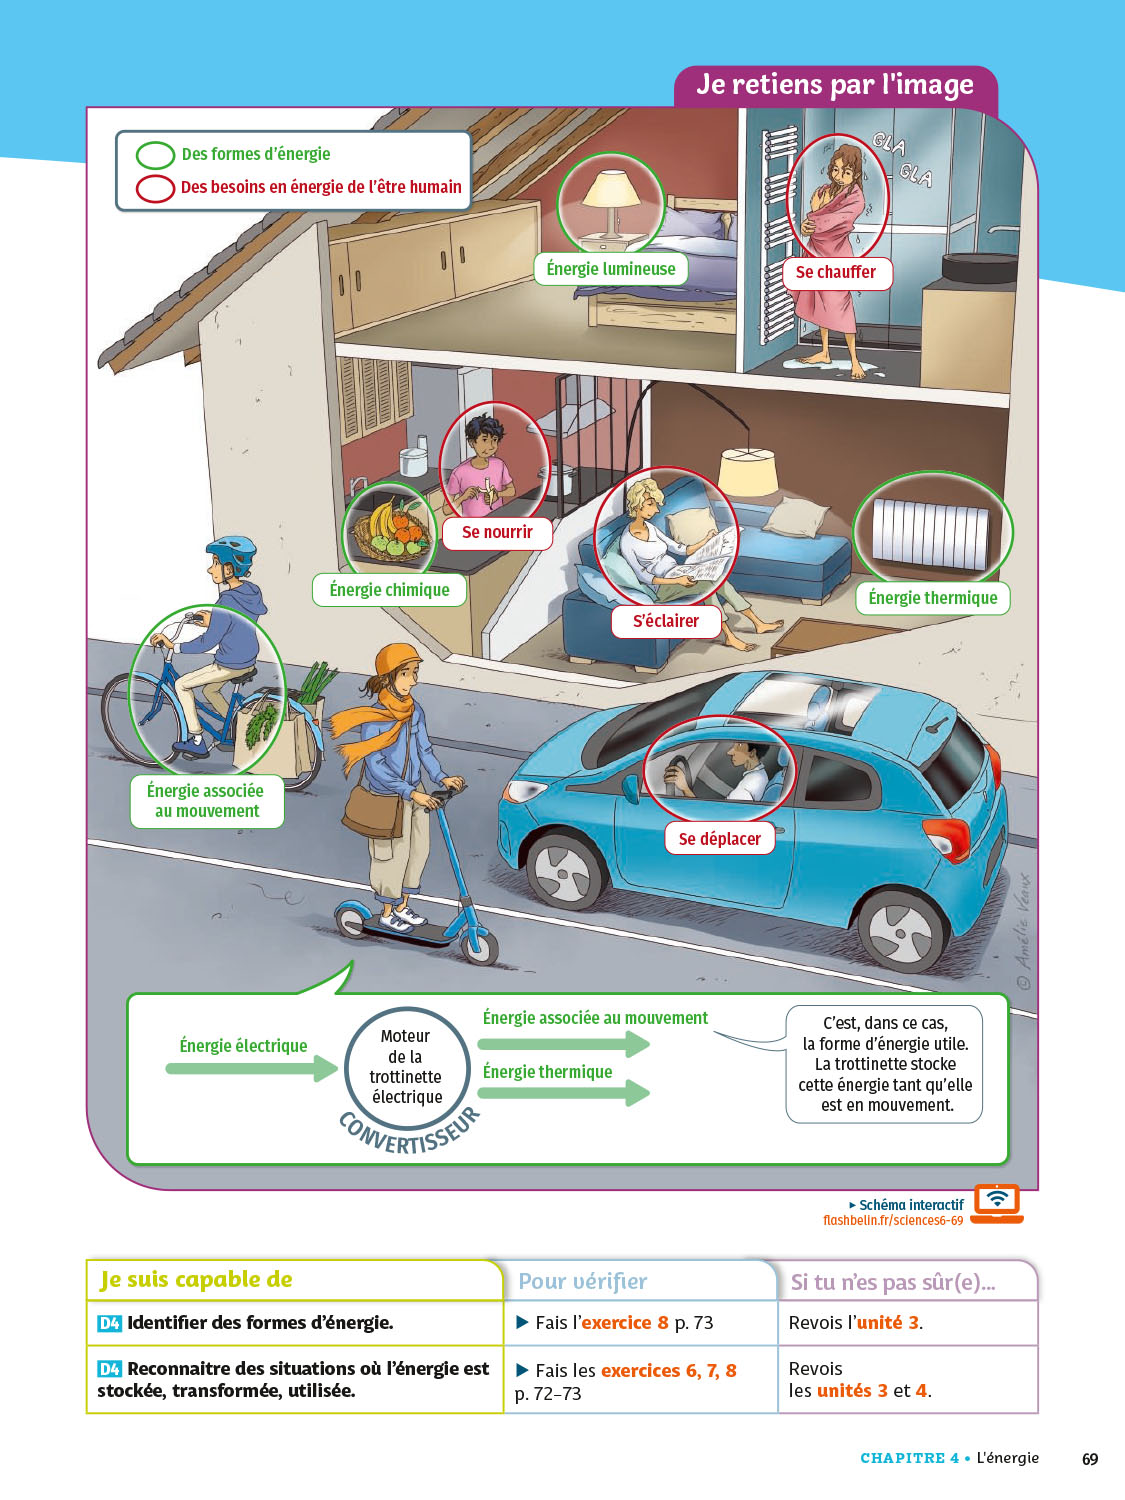 Je retiens par l'image
Des formes d'énergie
Des besoins en énergie de l'être humain
GLA
GLA
Énergie lumineuse
Se chauffer
Se nourrir
Énergie chimique
S'éclairer
Énergie thermique
Énergie associée
au mouvement
Se déplacer
© Amélie Veaux
Énergie électrique
Moteur
de la
trottinette
électrique
CONVERTISSEUR
Énergie associée au mouvement
Énergie thermique
C'est, dans ce cas,
la forme d'énergie utile.
La trottinette stocke
cette énergie tant qu'elle
est en mouvement.
▸ Schéma interactif
flashbelin.fr/sciences6-69
Je suis capable de
Pour vérifier
Si tu n'es pas sûr(e)...
D4 Identifier des formes d'énergie.
▶ Fais l'exercice 8 p. 73
Revois l'unité 3.
D4 Reconnaitre des situations où l'énergie est
stockée, transformée, utilisée.
▶ Fais les exercices 6, 7, 8
p. 72-73
Revois
les unités 3 et 4.
CHAPITRE 4 • L'énergie
69